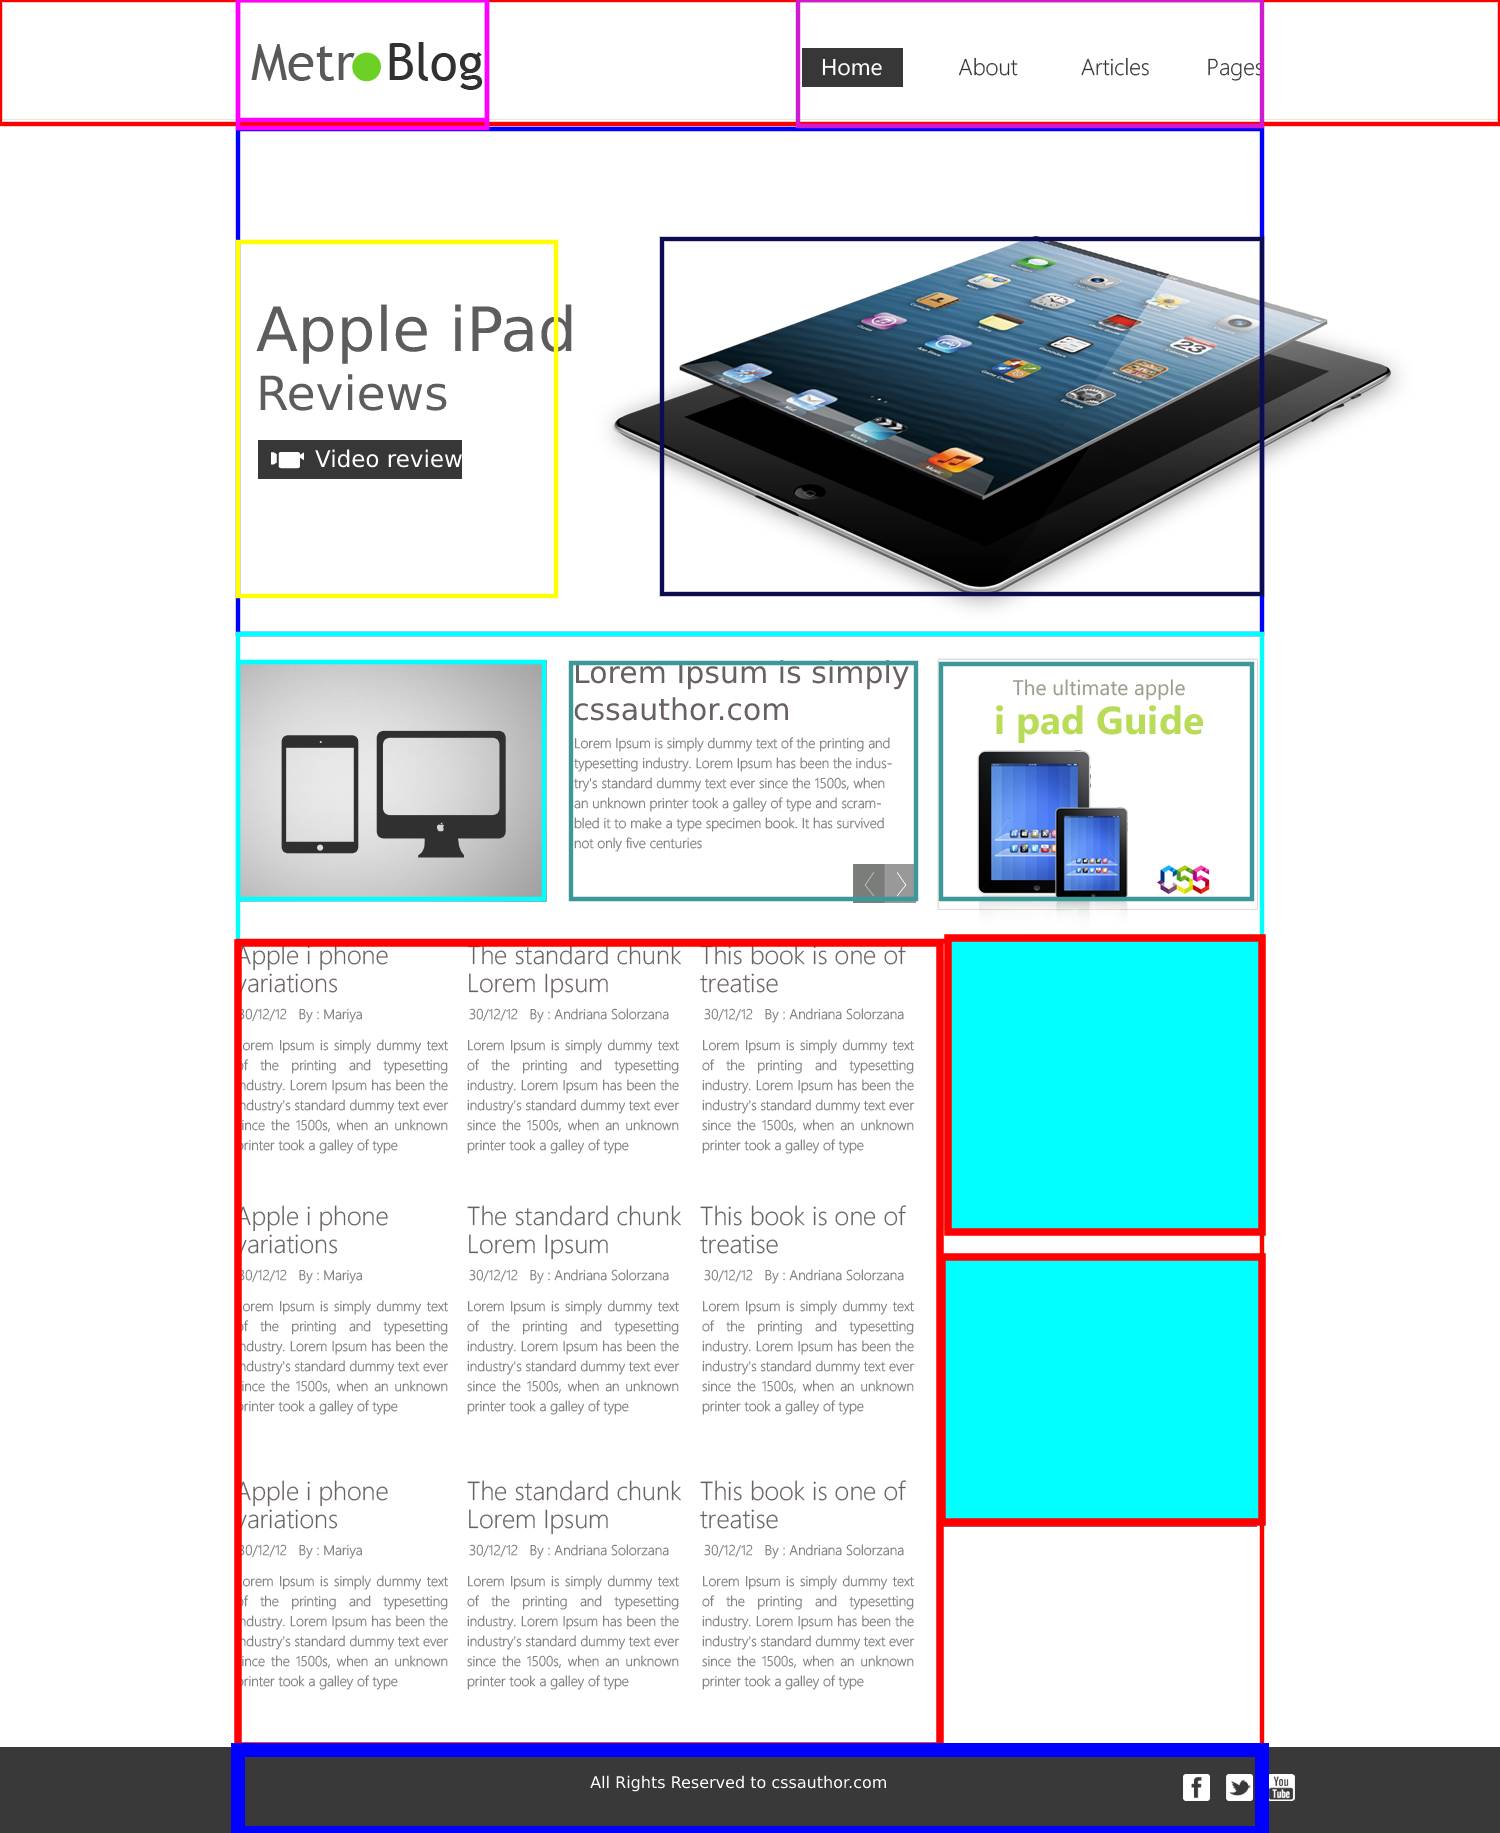 Metro Blog
Home About Articles Pages
Apple iPad
Reviews
Video review
Lorem Ipsum is simply
cssauthor.com
Lorem Ipsum is simply dummy text of the printing and
typesetting industry. Lorem Ipsum has been the indus-
try's standard dummy text ever since the 1500s, when
an unknown printer took a galley of type and scram-
bled it to make a type specimen book. It has survived
not only five centuries
The ultimate apple
i pad Guide
CSS
Apple i phone
variations
30/12/12 By : Mariya
Lorem Ipsum is simply dummy text
of the printing and typesetting
industry. Lorem Ipsum has been the
industry's standard dummy text ever
since the 1500s, when an unknown
printer took a galley of type
The standard chunk
Lorem Ipsum
30/12/12 By : Andriana Solorzana
Lorem Ipsum is simply dummy text
of the printing and typesetting
industry. Lorem Ipsum has been the
industry's standard dummy text ever
since the 1500s, when an unknown
printer took a galley of type
This book is one of
treatise
30/12/12 By : Andriana Solorzana
Lorem Ipsum is simply dummy text
of the printing and typesetting
industry. Lorem Ipsum has been the
industry's standard dummy text ever
since the 1500s, when an unknown
printer took a galley of type
Apple i phone
variations
30/12/12 By : Mariya
Lorem Ipsum is simply dummy text
of the printing and typesetting
industry. Lorem Ipsum has been the
industry's standard dummy text ever
since the 1500s, when an unknown
printer took a galley of type
The standard chunk
Lorem Ipsum
30/12/12 By : Andriana Solorzana
Lorem Ipsum is simply dummy text
of the printing and typesetting
industry. Lorem Ipsum has been the
industry's standard dummy text ever
since the 1500s, when an unknown
printer took a galley of type
This book is one of
treatise
30/12/12 By : Andriana Solorzana
Lorem Ipsum is simply dummy text
of the printing and typesetting
industry. Lorem Ipsum has been the
industry's standard dummy text ever
since the 1500s, when an unknown
printer took a galley of type
Apple i phone
variations
30/12/12 By : Mariya
Lorem Ipsum is simply dummy text
of the printing and typesetting
industry. Lorem Ipsum has been the
industry's standard dummy text ever
since the 1500s, when an unknown
printer took a galley of type
The standard chunk
Lorem Ipsum
30/12/12 By : Andriana Solorzana
Lorem Ipsum is simply dummy text
of the printing and typesetting
industry. Lorem Ipsum has been the
industry's standard dummy text ever
since the 1500s, when an unknown
printer took a galley of type
This book is one of
treatise
30/12/12 By : Andriana Solorzana
Lorem Ipsum is simply dummy text
of the printing and typesetting
industry. Lorem Ipsum has been the
industry's standard dummy text ever
since the 1500s, when an unknown
printer took a galley of type
All Rights Reserved to cssauthor.com
You
Tube